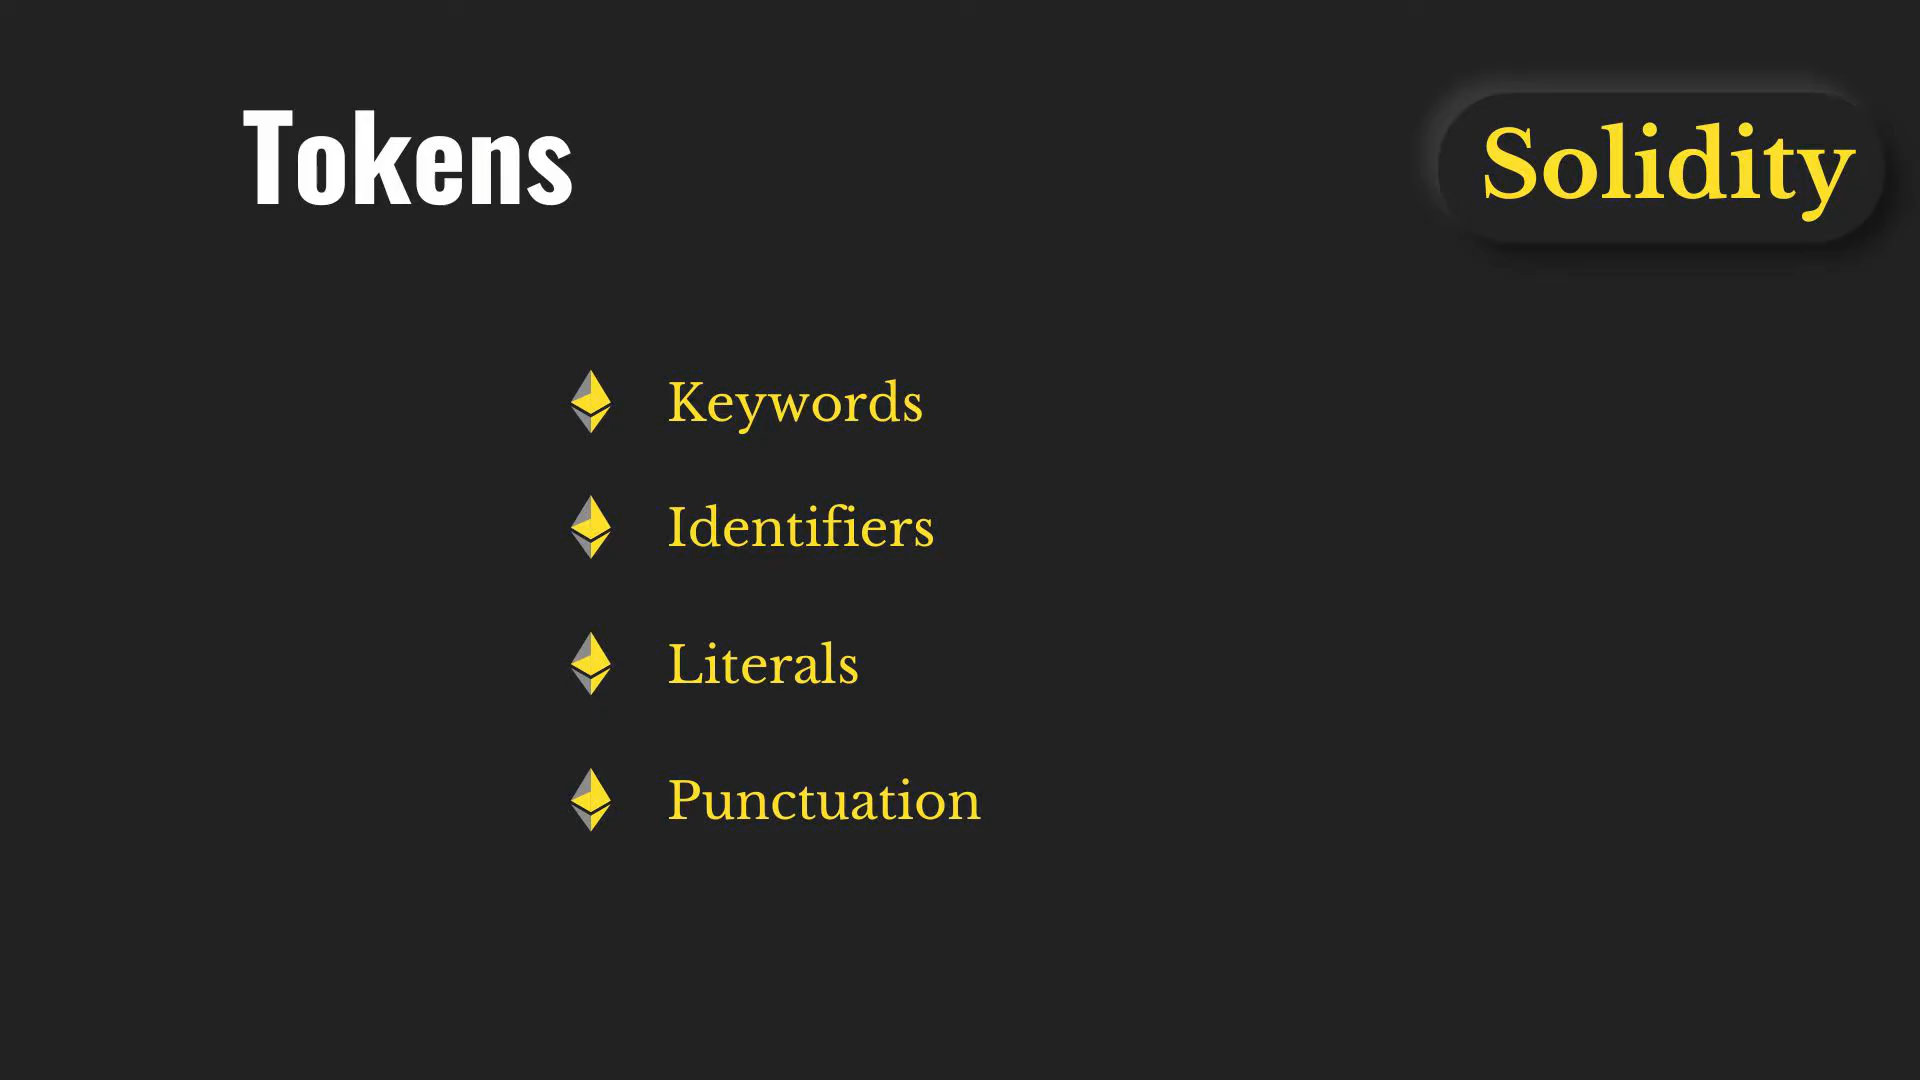 Tokens
Solidity
Keywords
Identifiers
Literals
Punctuation